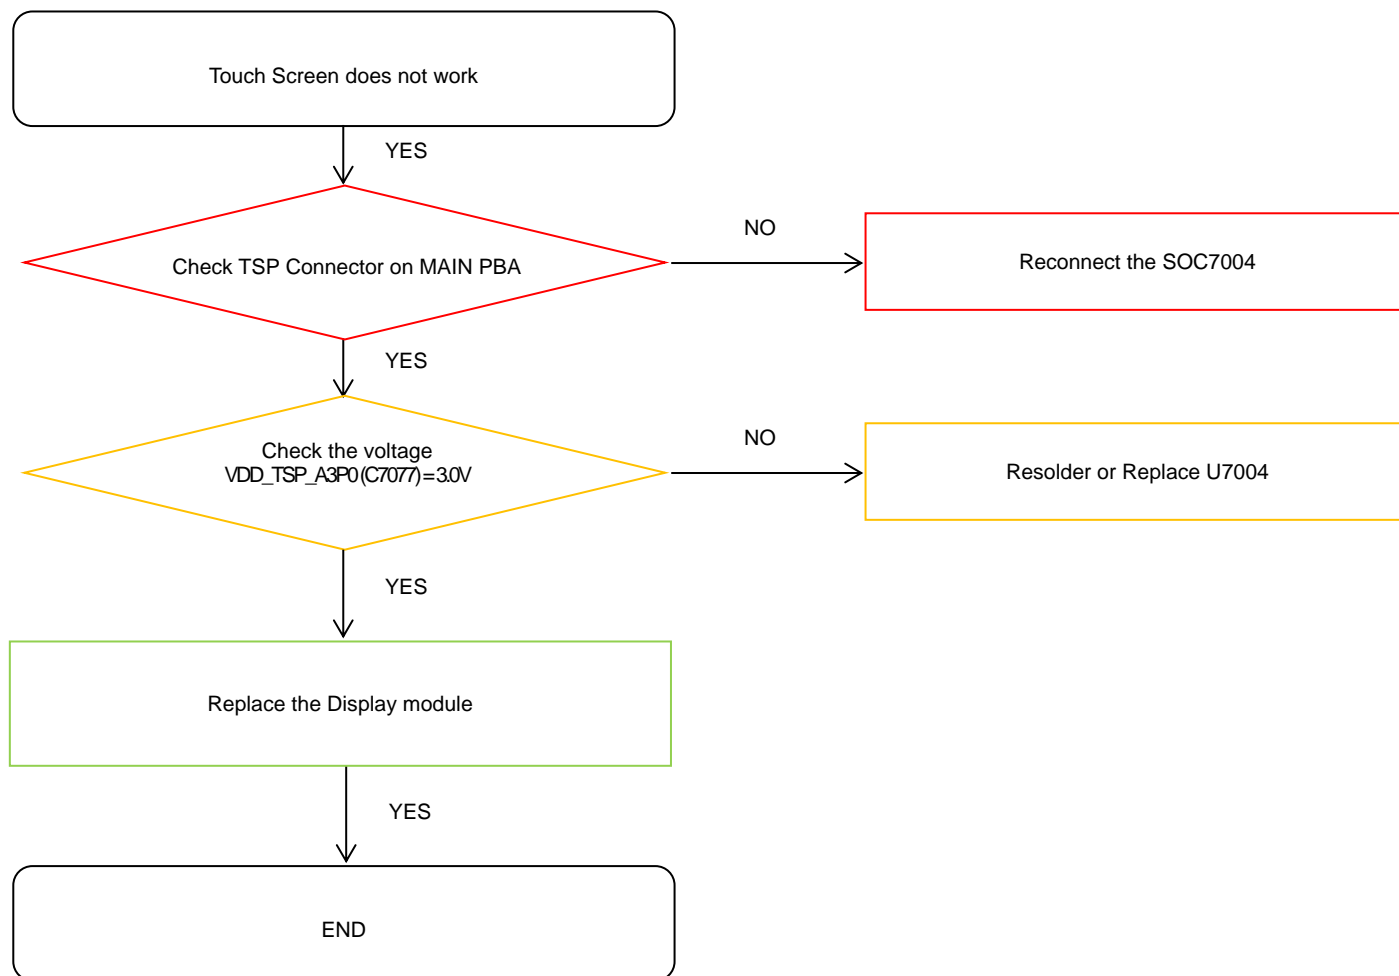 Touch Screen does not work
YES
Check TSP Connector on MAIN PBA
NO
Reconnect the SOC7004
YES
Check the voltage
VDD_TSP_A3P0 (C7077) = 3.0V
NO
Resolder or Replace U7004
YES
Replace the Display module
YES
END